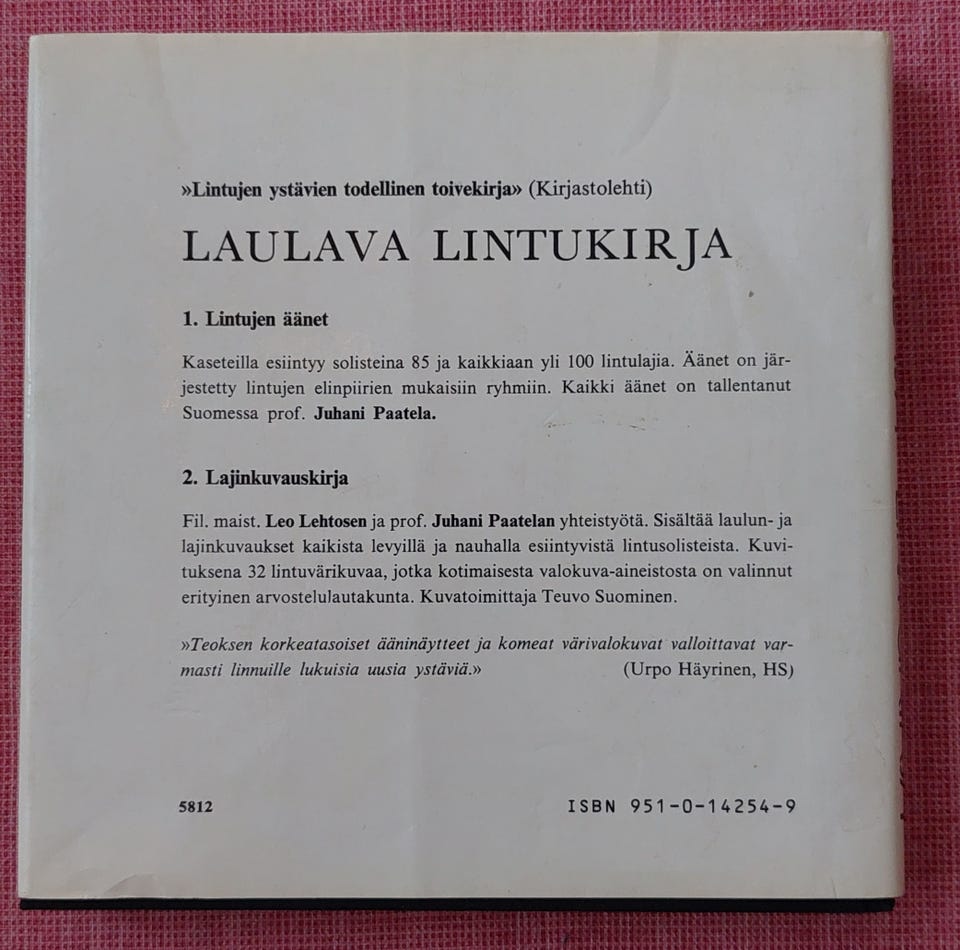 »Lintujen ystävien todellinen toivekirja» (Kirjastolehti)
LAULAVA LINTUKIRJA
1. Lintujen äänet
Kaseteilla esiintyy solisteina 85 ja kaikkiaan yli 100 lintulajia. Äänet on jär-
jestetty lintujen elinpiirien mukaisiin ryhmiin. Kaikki äänet on tallentanut
Suomessa prof. Juhani Paatela.
2. Lajinkuvauskirja
Fil. maist. Leo Lehtosen ja prof. Juhani Paatelan yhteistyötä. Sisältää laulun- ja
lajinkuvaukset kaikista levyillä ja nauhalla esiintyvistä lintusolisteista. Kuvi-
tuksena 32 lintuvärikuvaa, jotka kotimaisesta valokuva-aineistosta on valinnut
erityinen arvostelulautakunta. Kuvatoimittaja Teuvo Suominen.
»Teoksen korkeatasoiset ääninäytteet ja komeat värivalokuvat valloittavat var-
masti linnuille lukuisia uusia ystäviä.» (Urpo Häyrinen, HS)
5812 ISBN 951-0-14254-9